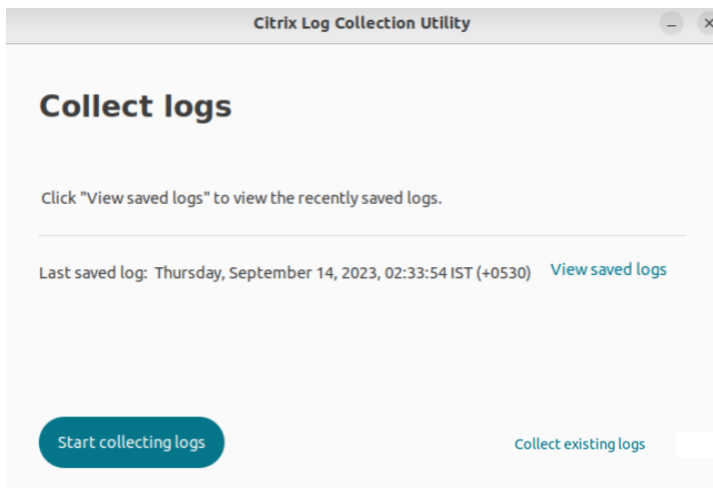 Citrix Log Collection Utility
Collect logs
Click "View saved logs" to view the recently saved logs.
Last saved log: Thursday, September 14, 2023, 02:33:54 IST (+0530) View saved logs
Start collecting logs
Collect existing logs